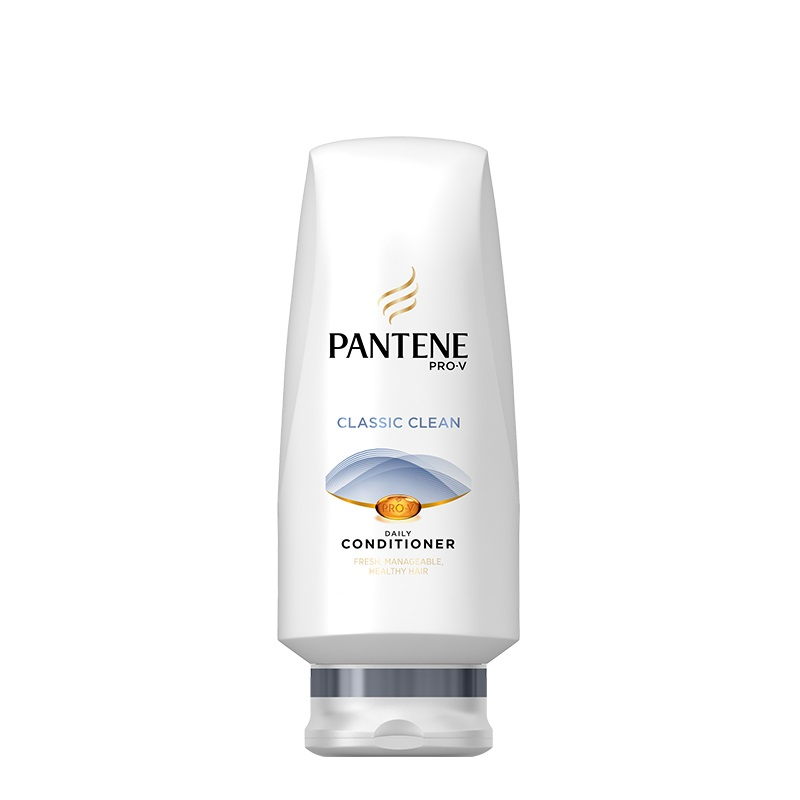 PANTENE
PRO-V
CLASSIC CLEAN
PRO-V
DAILY
CONDITIONER
FRESH, MANAGEABLE,
HEALTHY HAIR